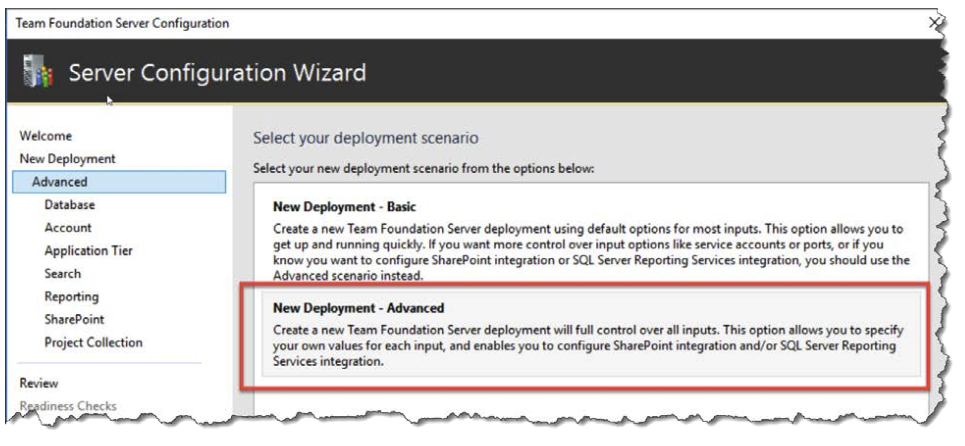 Team Foundation Server Configuration
Server Configuration Wizard
Welcome
New Deployment
Advanced
Database
Account
Application Tier
Search
Reporting
SharePoint
Project Collection
Review
Readiness Checks
Select your deployment scenario
Select your new deployment scenario from the options below:
New Deployment - Basic
Create a new Team Foundation Server deployment using default options for most inputs. This option allows you to
get up and running quickly. If you want more control over input options like service accounts or ports, or if you
know you want to configure SharePoint integration or SQL Server Reporting Services integration, you should use the
Advanced scenario instead.
New Deployment - Advanced
Create a new Team Foundation Server deployment will full control over all inputs. This option allows you to specify
your own values for each input, and enables you to configure SharePoint integration and/or SQL Server Reporting
Services integration.